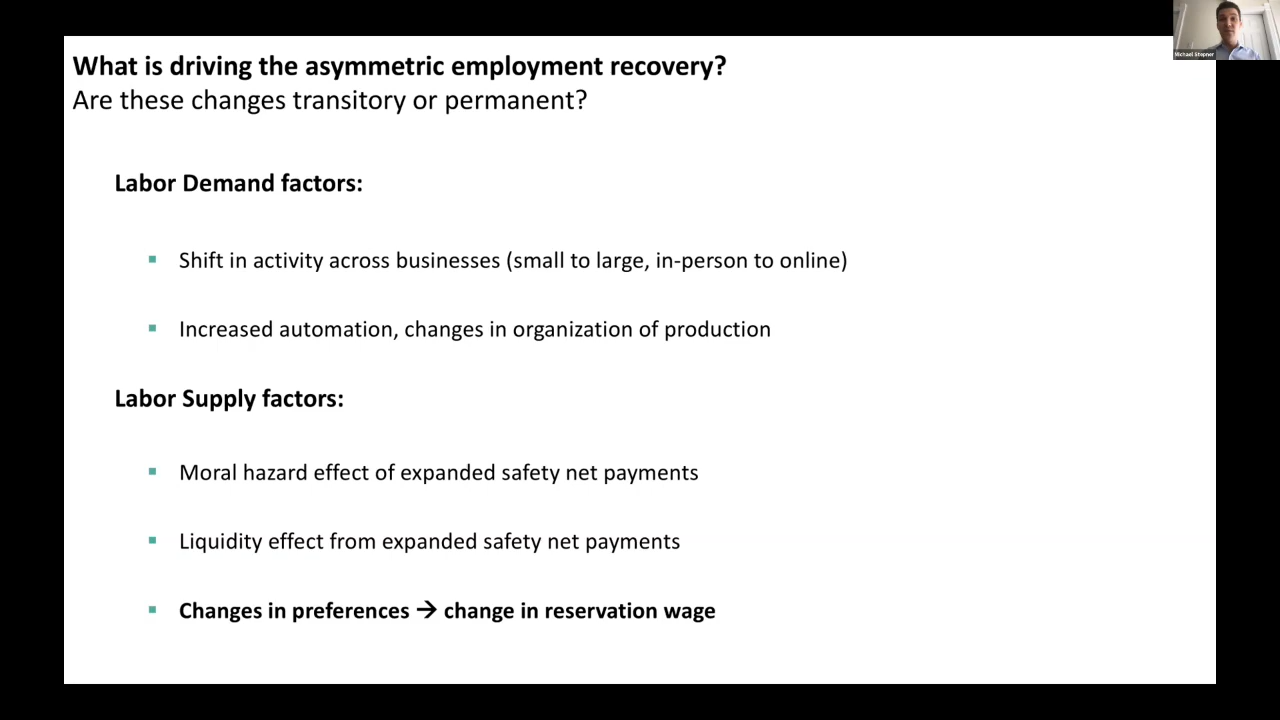 Michael Stepner
What is driving the asymmetric employment recovery?
Are these changes transitory or permanent?
Labor Demand factors:
▪ Shift in activity across businesses (small to large, in-person to online)
▪ Increased automation, changes in organization of production
Labor Supply factors:
▪ Moral hazard effect of expanded safety net payments
▪ Liquidity effect from expanded safety net payments
▪ Changes in preferences → change in reservation wage